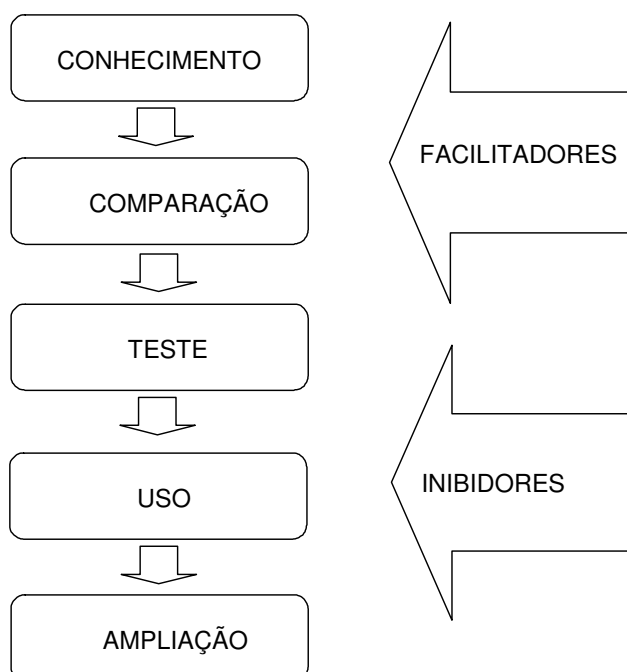 CONHECIMENTO
COMPARAÇÃO
TESTE
USO
AMPLIAÇÃO
FACILITADORES
INIBIDORES